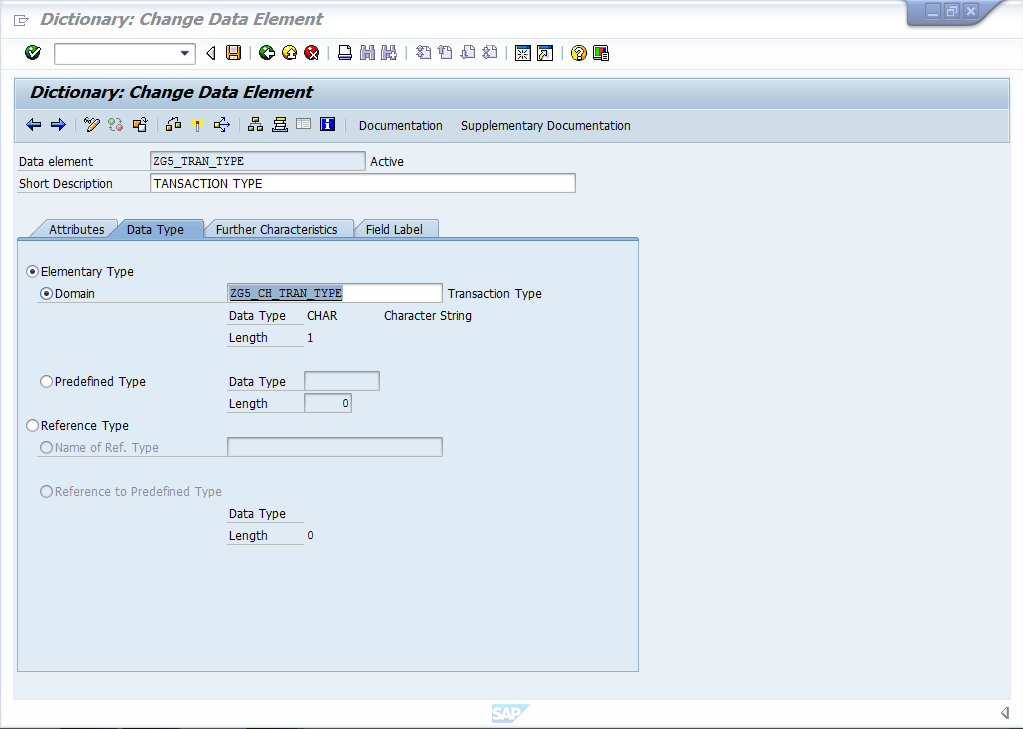 Dictionary: Change Data Element
Dictionary: Change Data Element
Documentation Supplementary Documentation
Data element ZG5_TRAN_TYPE Active
Short Description TANSACTION TYPE
Attributes Data Type Further Characteristics Field Label
Elementary Type
Domain ZG5_CH_TRAN_TYPE Transaction Type
Data Type CHAR Character String
Length 1
Predefined Type Data Type
Length 0
Reference Type
Name of Ref. Type
Reference to Predefined Type
Data Type
Length 0
SAP